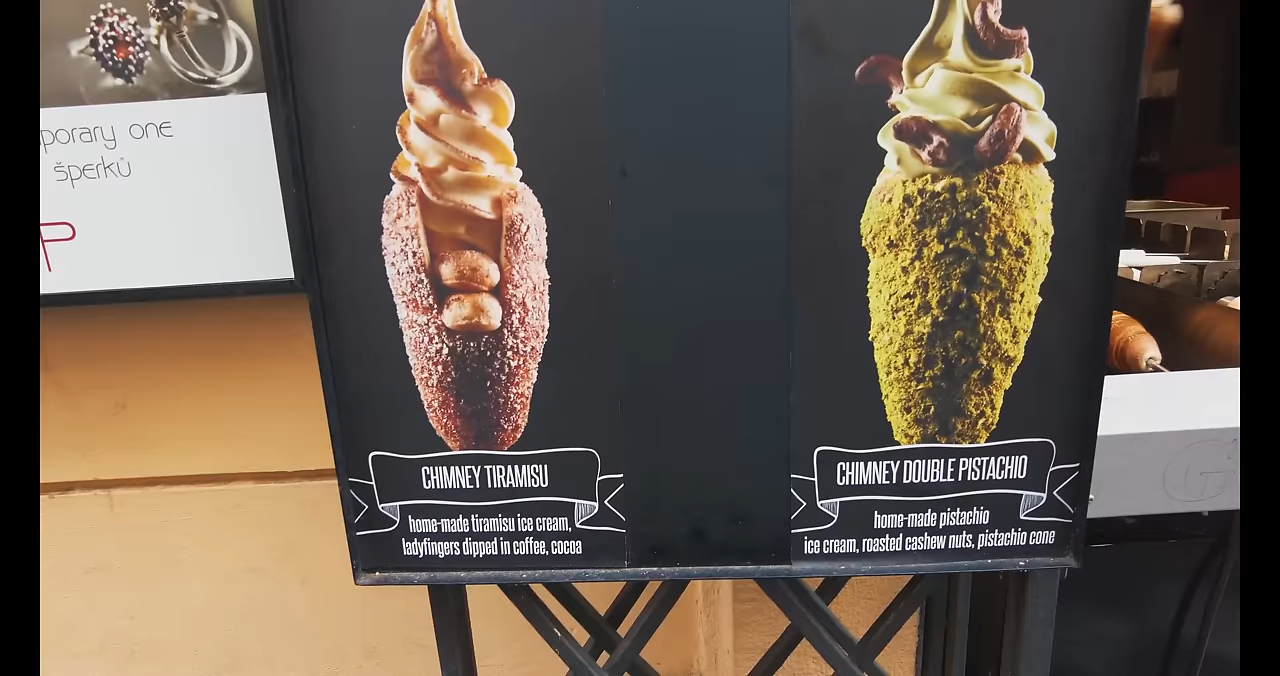 porary one
šperků
P
CHIMNEY TIRAMISU
home-made tiramisu ice cream,
ladyfingers dipped in coffee, cocoa
CHIMNEY DOUBLE PISTACHIO
home-made pistachio
ice cream, roasted cashew nuts, pistachio cone